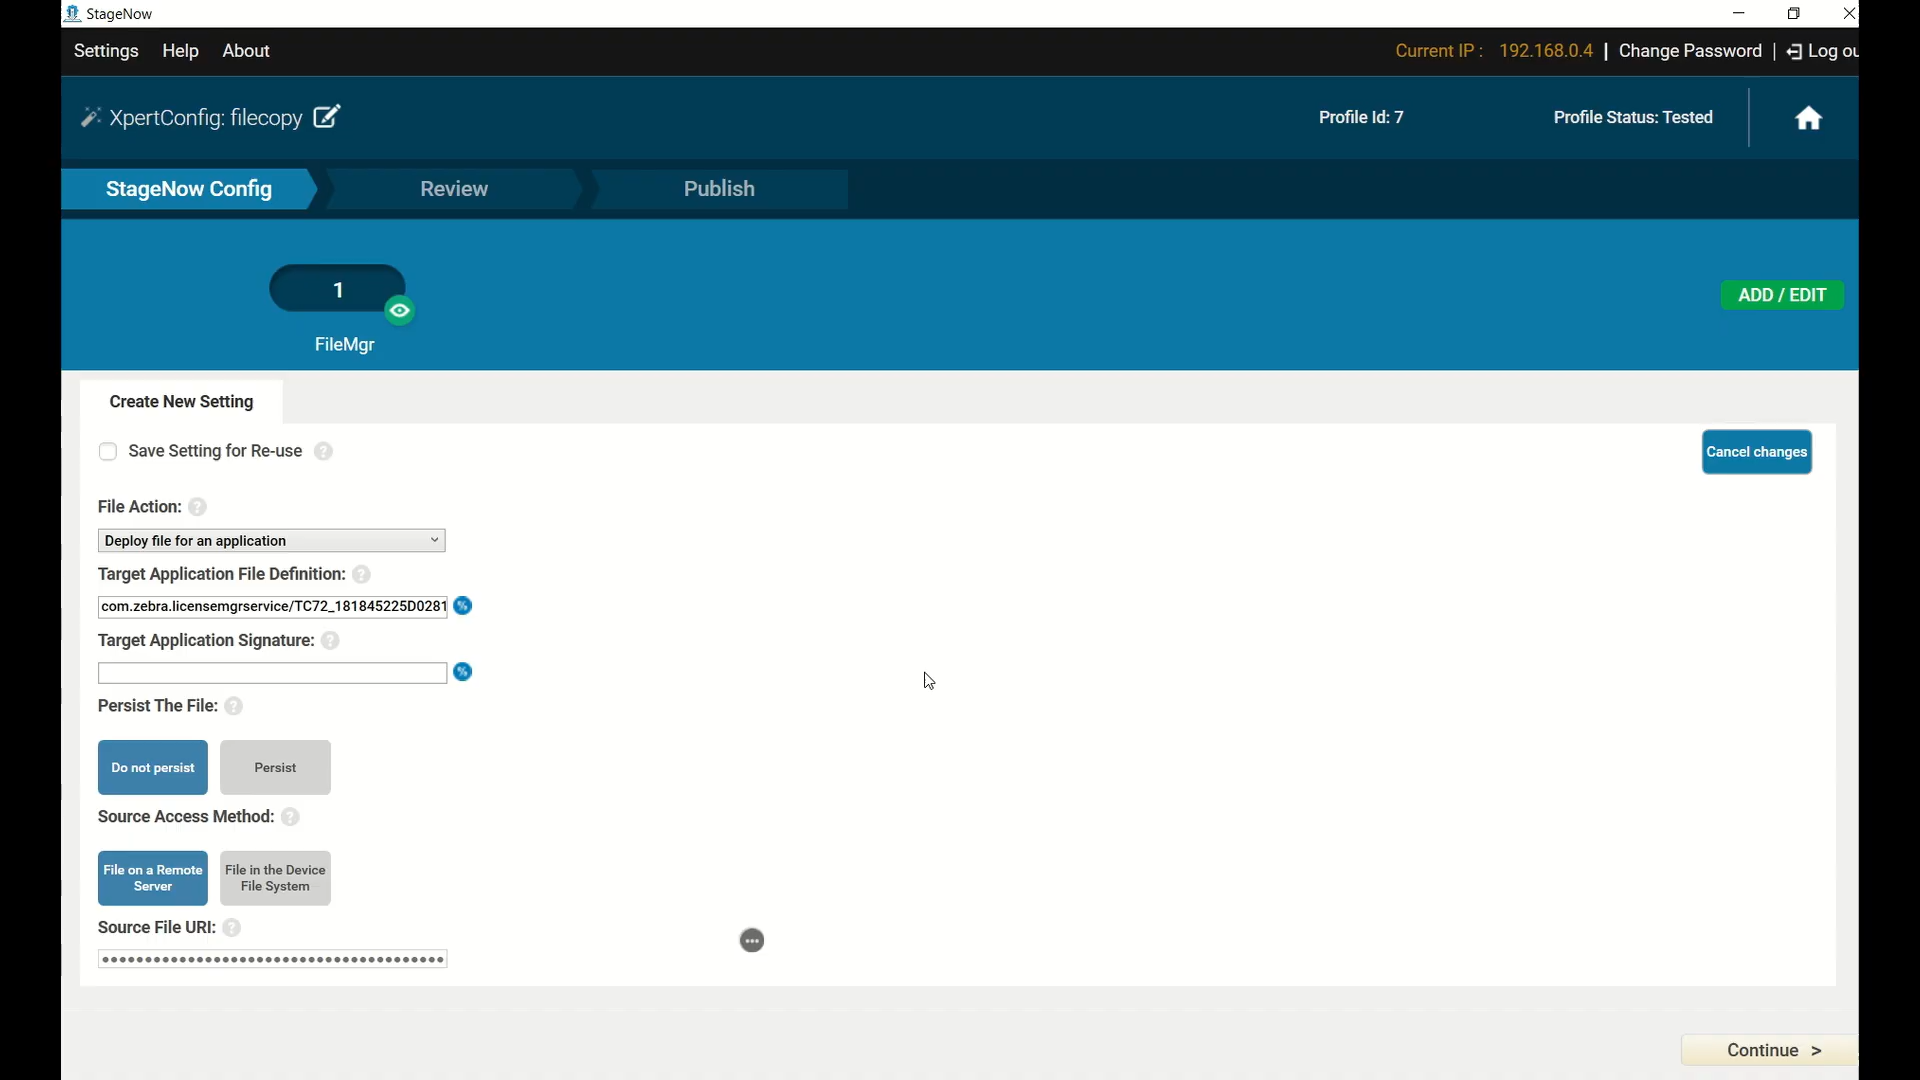 StageNow
Settings Help About
Current IP : 192.168.0.4 | Change Password | Log ou
XpertConfig: filecopy
Profile Id: 7
Profile Status: Tested
StageNow Config
Review
Publish
1
FileMgr
ADD / EDIT
Create New Setting
Save Setting for Re-use ?
Cancel changes
File Action: ?
Deploy file for an application
Target Application File Definition: ?
com.zebra.licensemgrservice/TC72_181845225D0281
Target Application Signature: ?
Persist The File: ?
Do not persist
Persist
Source Access Method: ?
File on a Remote
Server
File in the Device
File System
Source File URI: ?
Continue >